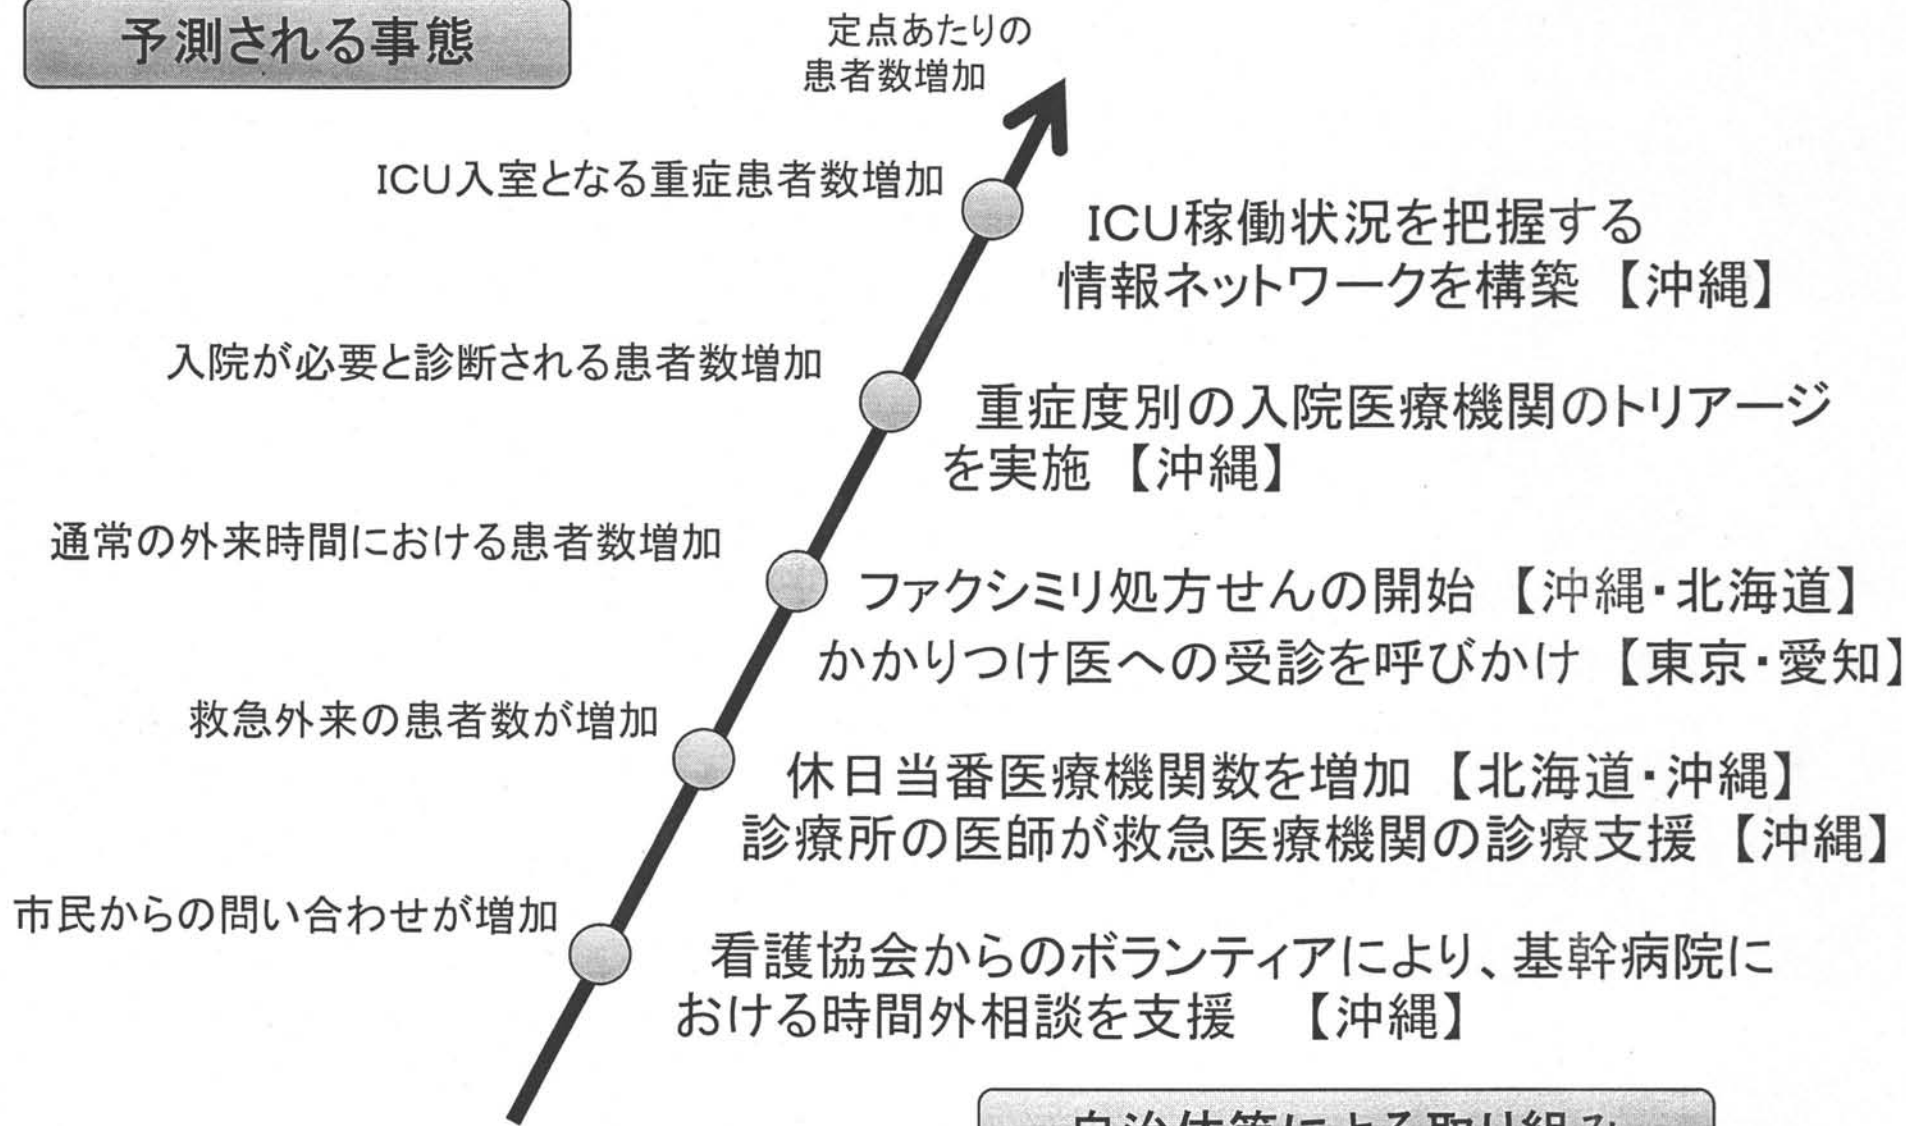 予測される事態
定点あたりの
患者数増加
ICU入室となる重症患者数増加
ICU稼働状況を把握する
情報ネットワークを構築 【沖縄】
入院が必要と診断される患者数増加
重症度別の入院医療機関のトリアージ
を実施 【沖縄】
通常の外来時間における患者数増加
ファクシミリ処方せんの開始 【沖縄・北海道】
かかりつけ医への受診を呼びかけ 【東京・愛知】
救急外来の患者数が増加
休日当番医療機関数を増加 【北海道・沖縄】
診療所の医師が救急医療機関の診療支援 【沖縄】
市民からの問い合わせが増加
看護協会からのボランティアにより、基幹病院に
おける時間外相談を支援 【沖縄】
自治体等による取り組み